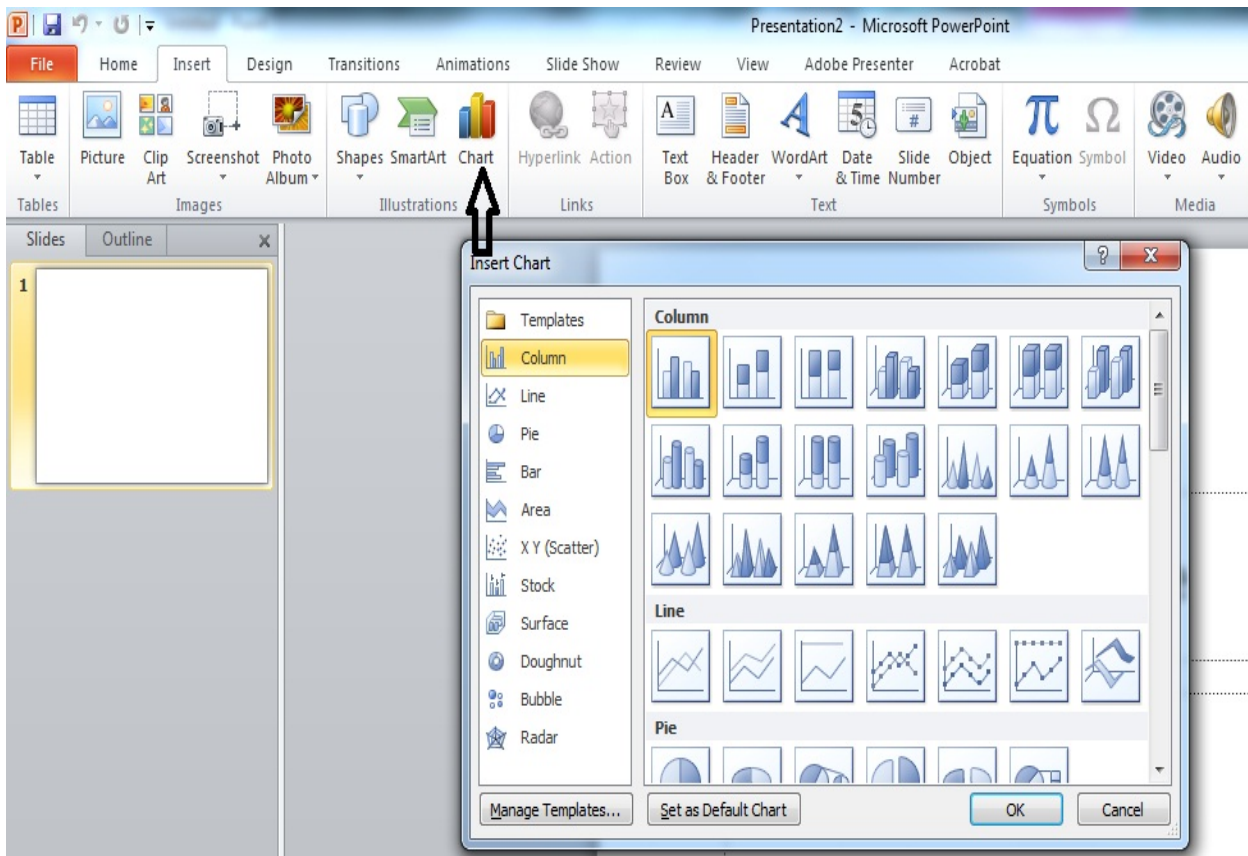 Presentation2 - Microsoft PowerPoint
File Home Insert Design Transitions Animations Slide Show Review View Adobe Presenter Acrobat
Table Picture Clip Art Screenshot Photo Album Shapes SmartArt Chart Hyperlink Action Text Box Header & Footer WordArt Date & Time Slide Number Object Equation Symbol Video Audio
Tables Images Illustrations Links Text Symbols Media
Slides Outline
1
Insert Chart
Templates
Column
Line
Pie
Bar
Area
X Y (Scatter)
Stock
Surface
Doughnut
Bubble
Radar
Column
Line
Pie
Manage Templates... Set as Default Chart OK Cancel